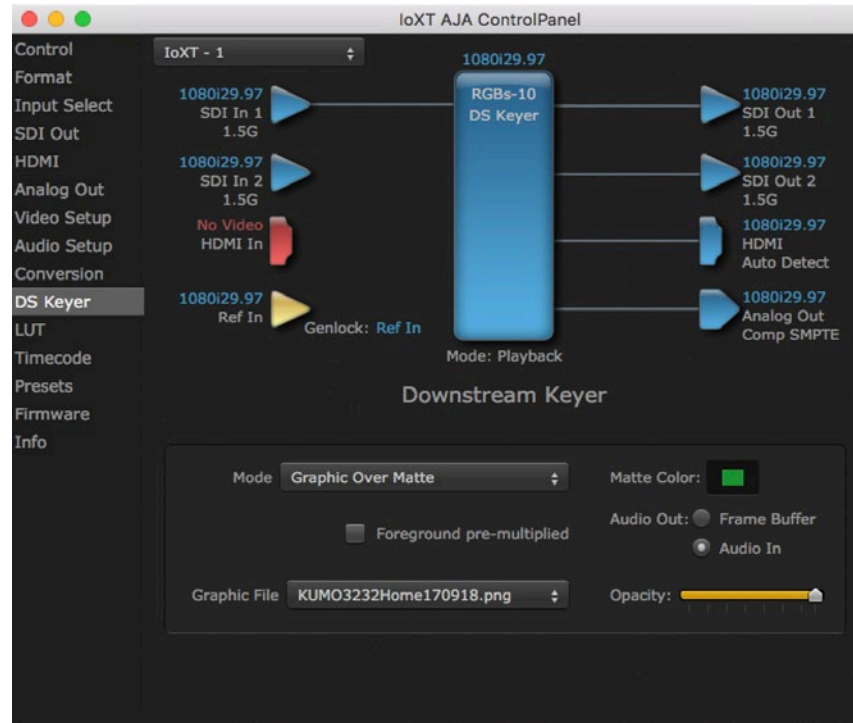 IoXT AJA ControlPanel
Control
Format
Input Select
SDI Out
HDMI
Analog Out
Video Setup
Audio Setup
Conversion
DS Keyer
LUT
Timecode
Presets
Firmware
Info
IoXT - 1
1080i29.97
1080i29.97
SDI In 1
1.5G
1080i29.97
SDI In 2
1.5G
No Video
HDMI In
1080i29.97
Ref In
Genlock: Ref In
RGBs-10
DS Keyer
Mode: Playback
1080i29.97
SDI Out 1
1.5G
1080i29.97
SDI Out 2
1.5G
1080i29.97
HDMI
Auto Detect
1080i29.97
Analog Out
Comp SMPTE
Downstream Keyer
Mode Graphic Over Matte
Foreground pre-multiplied
Graphic File KUMO3232Home170918.png
Matte Color:
Audio Out: Frame Buffer
Audio In
Opacity: